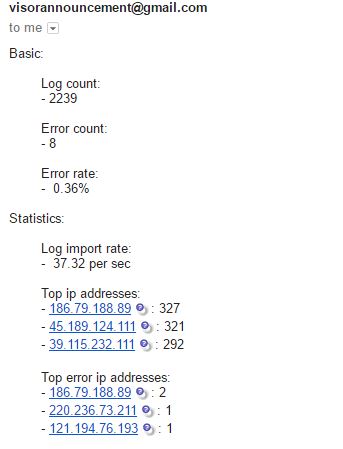 visorannouncement@gmail.com
to me
Basic:
Log count:
- 2239
Error count:
- 8
Error rate:
- 0.36%
Statistics:
Log import rate:
- 37.32 per sec
Top ip addresses:
- 186.79.188.89 : 327
- 45.189.124.111 : 321
- 39.115.232.111 : 292
Top error ip addresses:
- 186.79.188.89 : 2
- 220.236.73.211 : 1
- 121.194.76.193 : 1